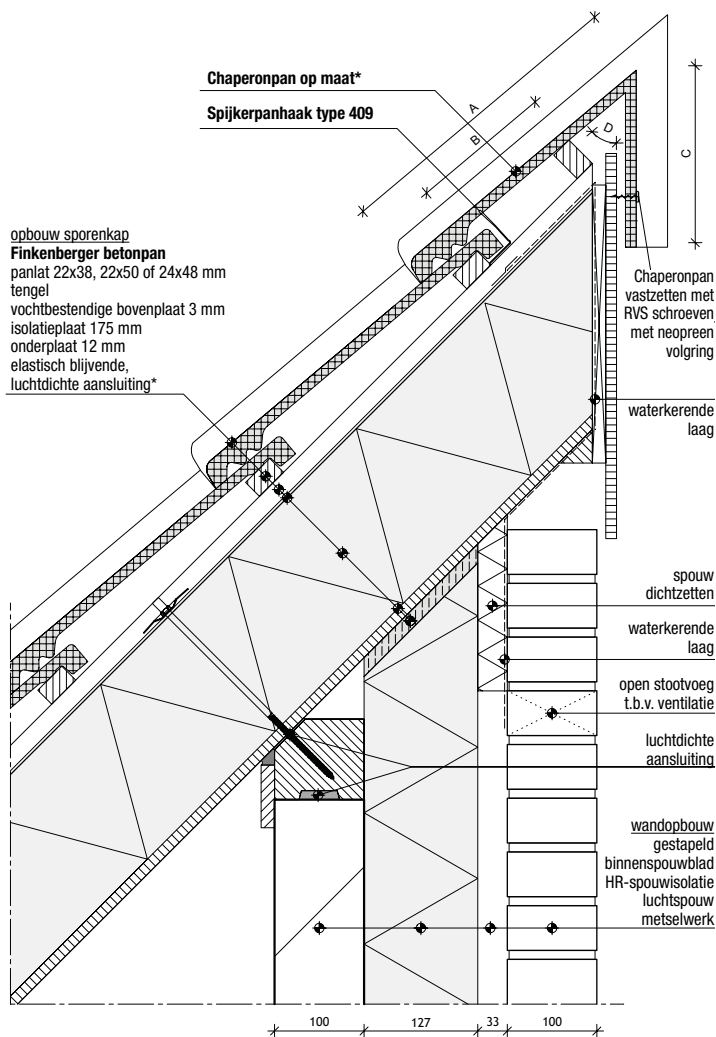 Chaperonpan op maat*
Spijkerpanhaak type 409
A
B
C
D
opbouw sporenkap
Finkenberger betonpan
panlat 22x38, 22x50 of 24x48 mm
tengel
vochtbestendige bovenplaat 3 mm
isolatieplaat 175 mm
onderplaat 12 mm
elastisch blijvende,
luchtdichte aansluiting*
Chaperonpan
vastzetten met
RVS schroeven
met neopreen
volgring
waterkerende
laag
spouw
dichtzetten
waterkerende
laag
open stootvoeg
t.b.v. ventilatie
luchtdichte
aansluiting
wandopbouw
gestapeld
binnenspouwblad
HR-spouwisolatie
luchtspouw
metselwerk
100
127
33
100